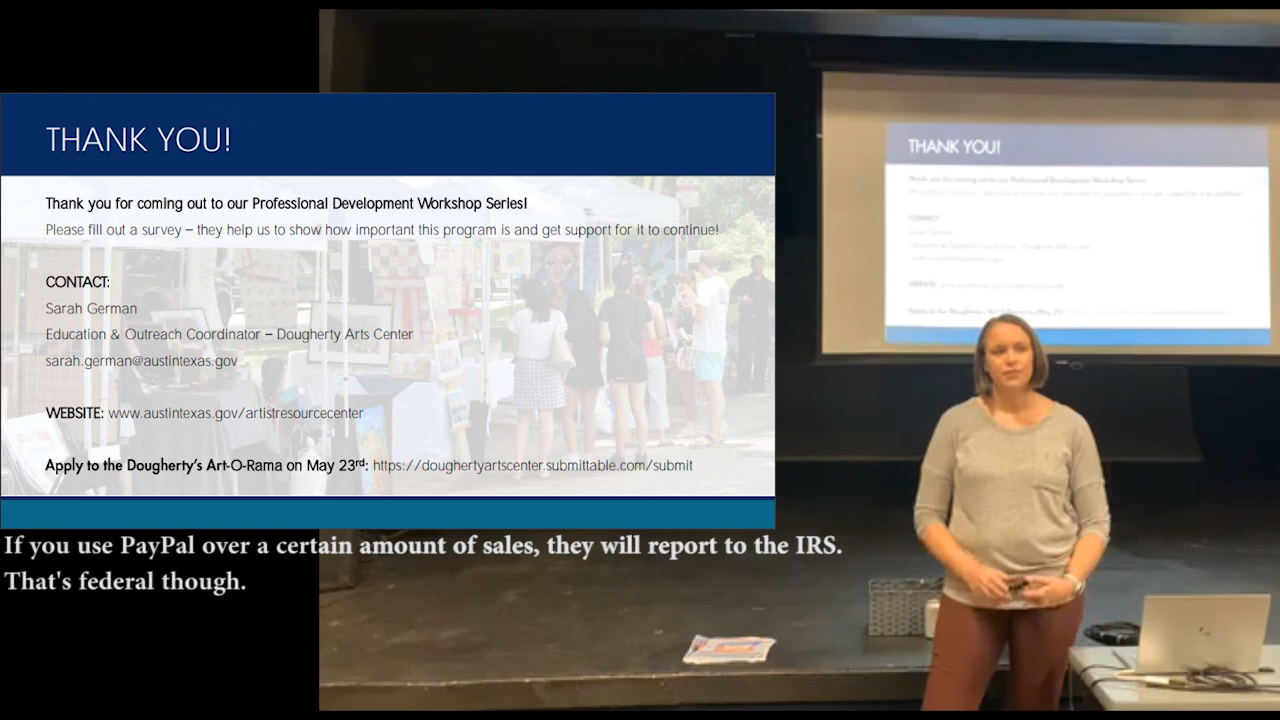 THANK YOU!
Thank you for coming out to our Professional Development Workshop Series!
Please fill out a survey – they help us to show how important this program is and get support for it to continue!
CONTACT:
Sarah German
Education & Outreach Coordinator – Dougherty Arts Center
sarah.german@austintexas.gov
WEBSITE: www.austintexas.gov/artistresourcecenter
Apply to the Dougherty's Art-O-Rama on May 23rd: https://doughertyartscenter.submittable.com/submit
If you use PayPal over a certain amount of sales, they will report to the IRS.
That's federal though.
THANK YOU!